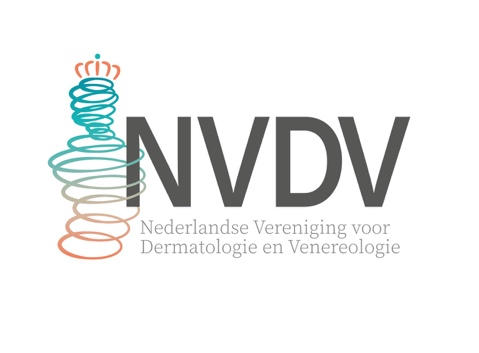 NVDV
Nederlandse Vereniging voor
Dermatologie en Venereologie